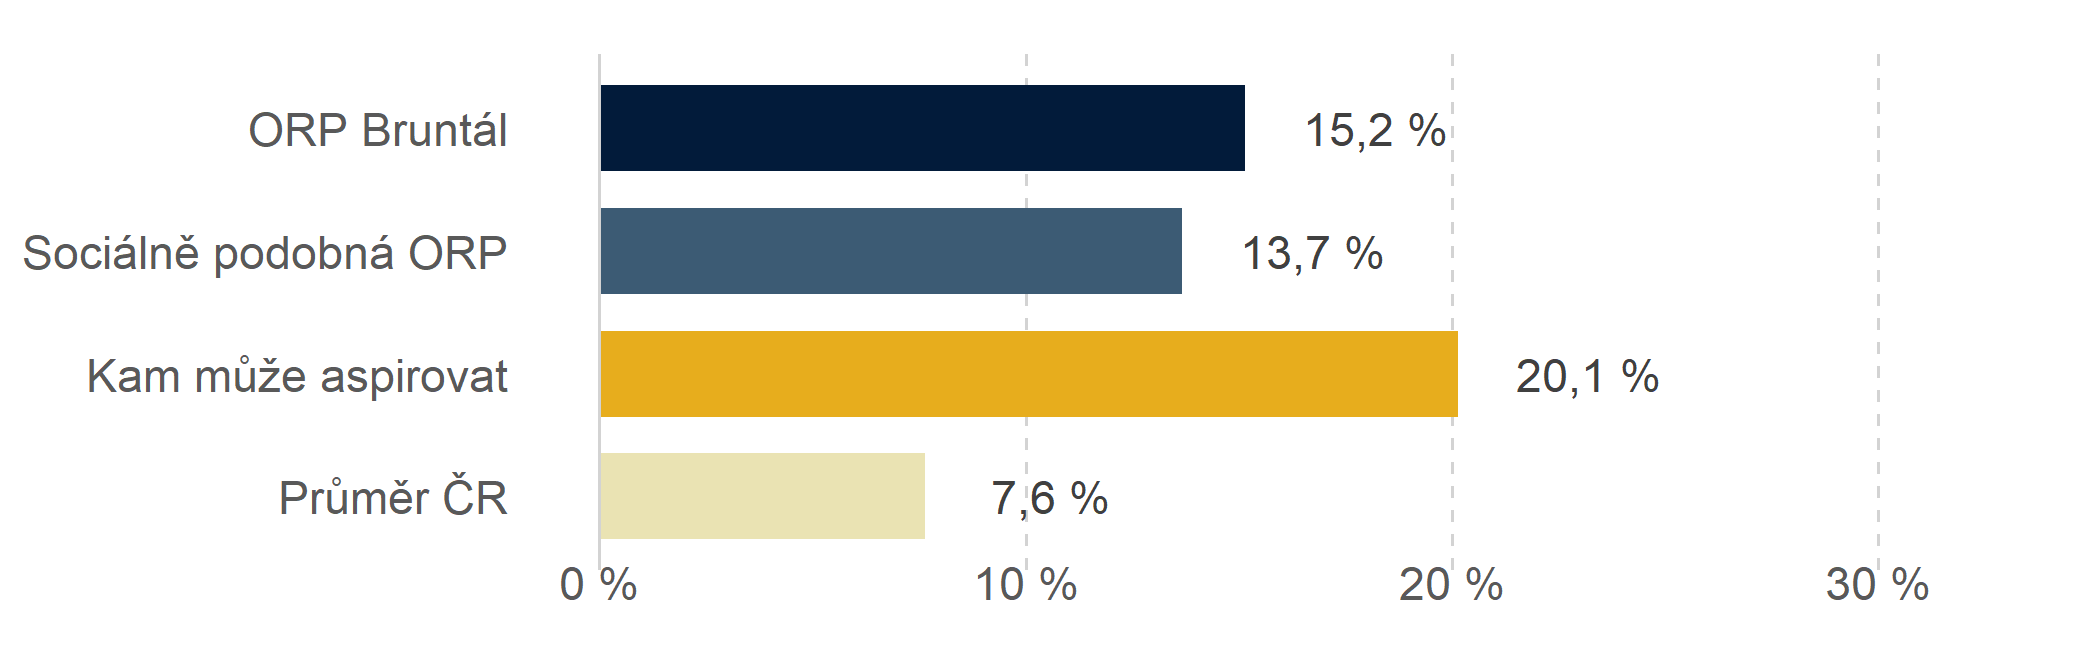 ORP Bruntál
15,2 %
Sociálně podobná ORP
13,7 %
Kam může aspirovat
20,1 %
Průměr ČR
7,6 %
0 %
10 %
20 %
30 %